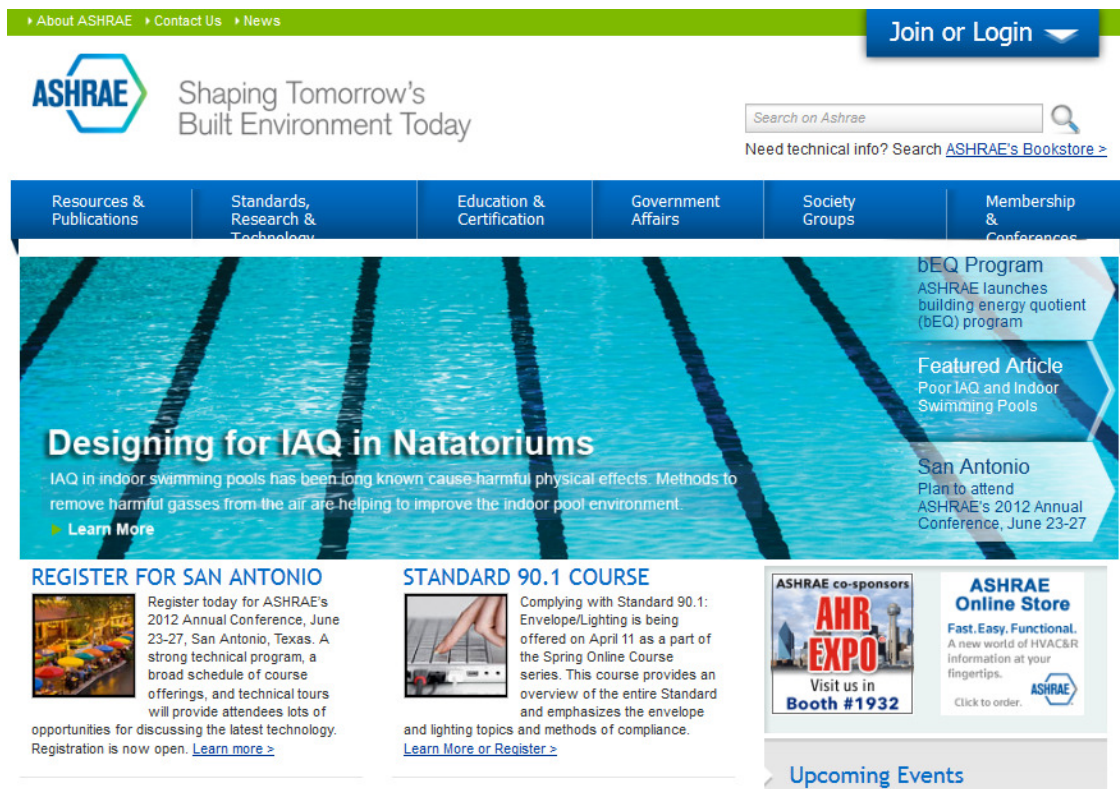 About ASHRAE Contact Us News
Join or Login
ASHRAE
Shaping Tomorrow's
Built Environment Today
Search on Ashrae
Need technical info? Search ASHRAE's Bookstore >
Resources &
Publications
Standards,
Research &
Technology
Education &
Certification
Government
Affairs
Society
Groups
Membership
&
Conferences
bEQ Program
ASHRAE launches
building energy quotient
(bEQ) program
Featured Article
Poor IAQ and Indoor
Swimming Pools
San Antonio
Plan to attend
ASHRAE's 2012 Annual
Conference, June 23-27
Designing for IAQ in Natatoriums
IAQ in indoor swimming pools has been long known cause harmful physical effects. Methods to
remove harmful gasses from the air are helping to improve the indoor pool environment.
Learn More
REGISTER FOR SAN ANTONIO
Register today for ASHRAE's
2012 Annual Conference, June
23-27, San Antonio, Texas. A
strong technical program, a
broad schedule of course
offerings, and technical tours
will provide attendees lots of
opportunities for discussing the latest technology.
Registration is now open. Learn more >
STANDARD 90.1 COURSE
Complying with Standard 90.1:
Envelope/Lighting is being
offered on April 11 as a part of
the Spring Online Course
series. This course provides an
overview of the entire Standard
and emphasizes the envelope
and lighting topics and methods of compliance.
Learn More or Register >
ASHRAE co-sponsors
AHR
EXPO
Visit us in
Booth #1932
ASHRAE
Online Store
Fast. Easy. Functional.
A new world of HVAC&R
information at your
fingertips.
ASHRAE
Click to order.
Upcoming Events